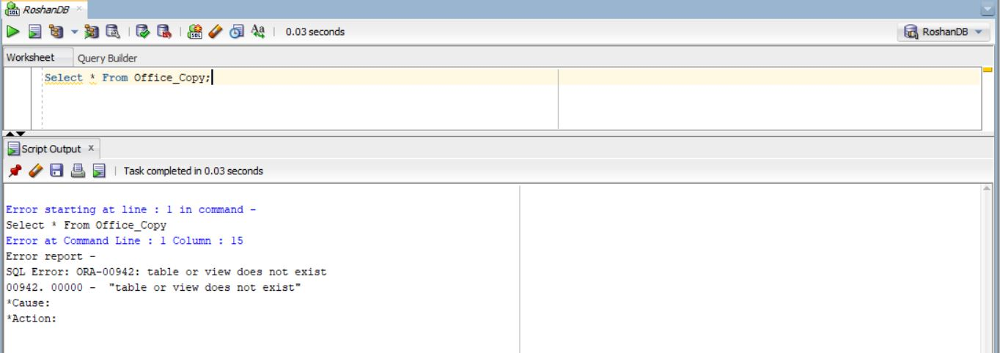 RoshanDB
0.03 seconds
RoshanDB
Worksheet
Query Builder
Select * From Office_Copy;
Script Output
Task completed in 0.03 seconds
Error starting at line : 1 in command -
Select * From Office_Copy
Error at Command Line : 1 Column : 15
Error report -
SQL Error: ORA-00942: table or view does not exist
00942. 00000 -  "table or view does not exist"
*Cause:
*Action: